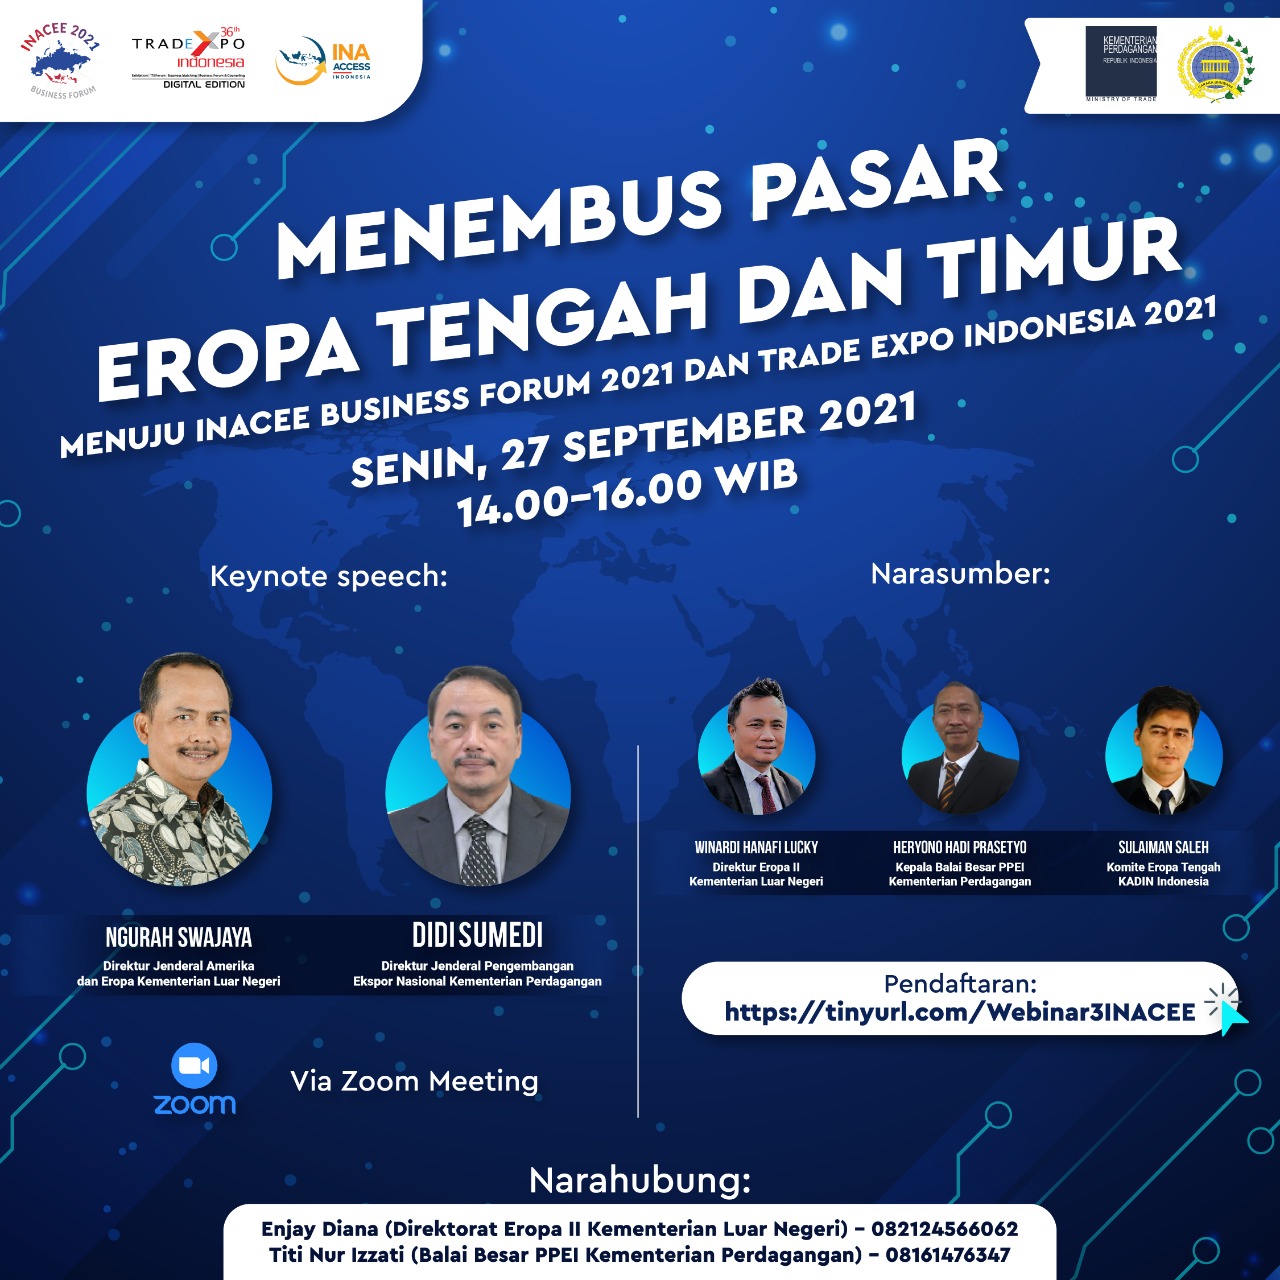 INACEE 2021
BUSINESS FORUM
36th
TRADEXPO
indonesia
DIGITAL EDITION
INA
ACCESS
INDONESIA
KEMENTERIAN
PERDAGANGAN
REPUBLIK INDONESIA
MINISTRY OF TRADE
MENEMBUS PASAR
EROPA TENGAH DAN TIMUR
MENUJU INACEE BUSINESS FORUM 2021 DAN TRADE EXPO INDONESIA 2021
SENIN, 27 SEPTEMBER 2021
14.00-16.00 WIB
Keynote speech:
Narasumber:
NGURAH SWAJAYA
Direktur Jenderal Amerika
dan Eropa Kementerian Luar Negeri
DIDI SUMEDI
Direktur Jenderal Pengembangan
Ekspor Nasional Kementerian Perdagangan
WINARDI HANAFI LUCKY
Direktur Eropa II
Kementerian Luar Negeri
HERYONO HADI PRASETYO
Kepala Balai Besar PPEI
Kementerian Perdagangan
SULAIMAN SALEH
Komite Eropa Tengah
KADIN Indonesia
Pendaftaran:
https://tinyurl.com/Webinar3INACEE
zoom
Via Zoom Meeting
Narahubung:
Enjay Diana (Direktorat Eropa II Kementerian Luar Negeri) - 082124566062
Titi Nur Izzati (Balai Besar PPEI Kementerian Perdagangan) - 08161476347